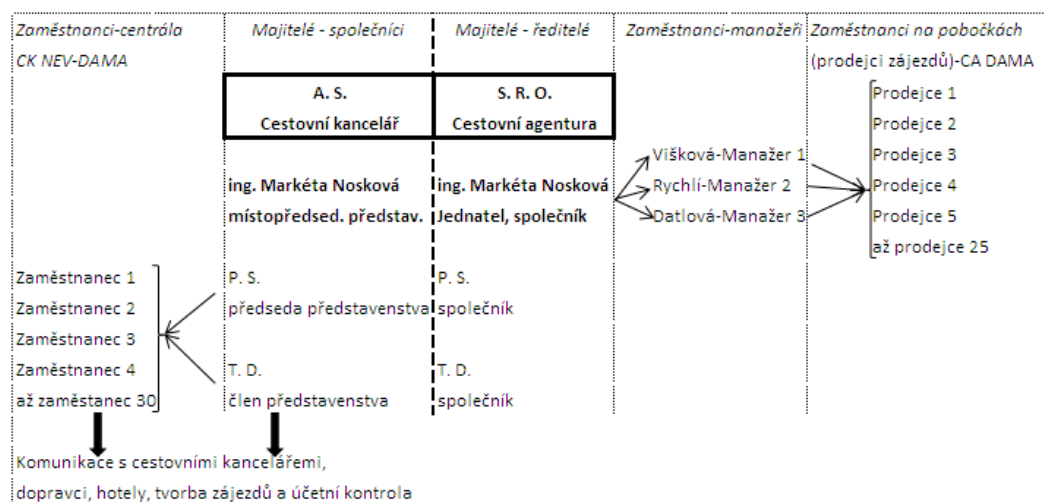 Zaměstnanci-centrála
CK NEV-DAMA
Majitelé - společníci
Majitelé - ředitelé
Zaměstnanci-manažeři
Zaměstnanci na pobočkách
(prodejci zájezdů)-CA DAMA
A. S.
Cestovní kancelář
S. R. O.
Cestovní agentura
Prodejce 1
Prodejce 2
Prodejce 3
Prodejce 4
Prodejce 5
až prodejce 25
Višková-Manažer 1
Rychlí-Manažer 2
Datlová-Manažer 3
ing. Markéta Nosková
místopředsed. představ.
ing. Markéta Nosková
Jednatel, společník
Zaměstnanec 1
Zaměstnanec 2
Zaměstnanec 3
Zaměstnanec 4
až zaměstanec 30
P. S.
předseda představenstva
P. S.
společník
T. D.
člen představenstva
T. D.
společník
Komunikace s cestovními kancelářemi,
dopravci, hotely, tvorba zájezdů a účetní kontrola